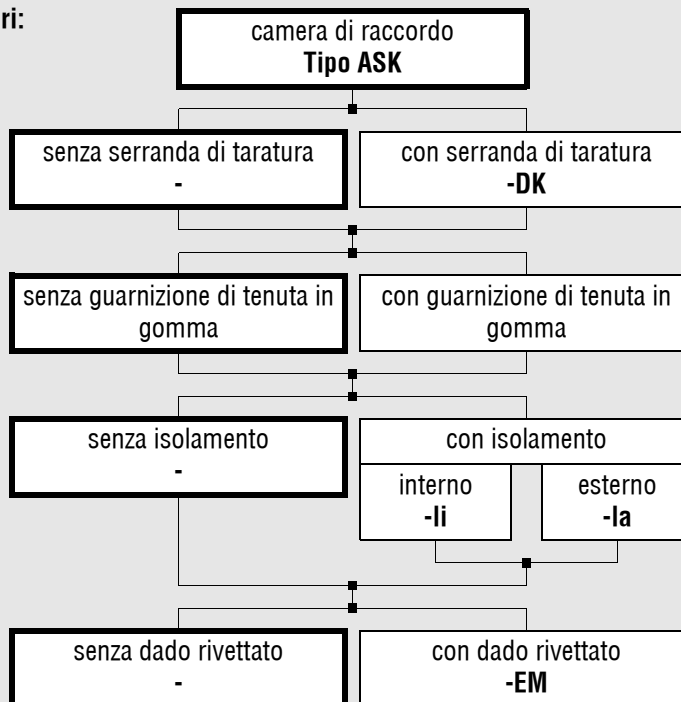 ri:
camera di raccordo
Tipo ASK
senza serranda di taratura
-
con serranda di taratura
-DK
senza guarnizione di tenuta in
gomma
con guarnizione di tenuta in
gomma
senza isolamento
-
con isolamento
interno
-Ii
esterno
-Ia
senza dado rivettato
-
con dado rivettato
-EM